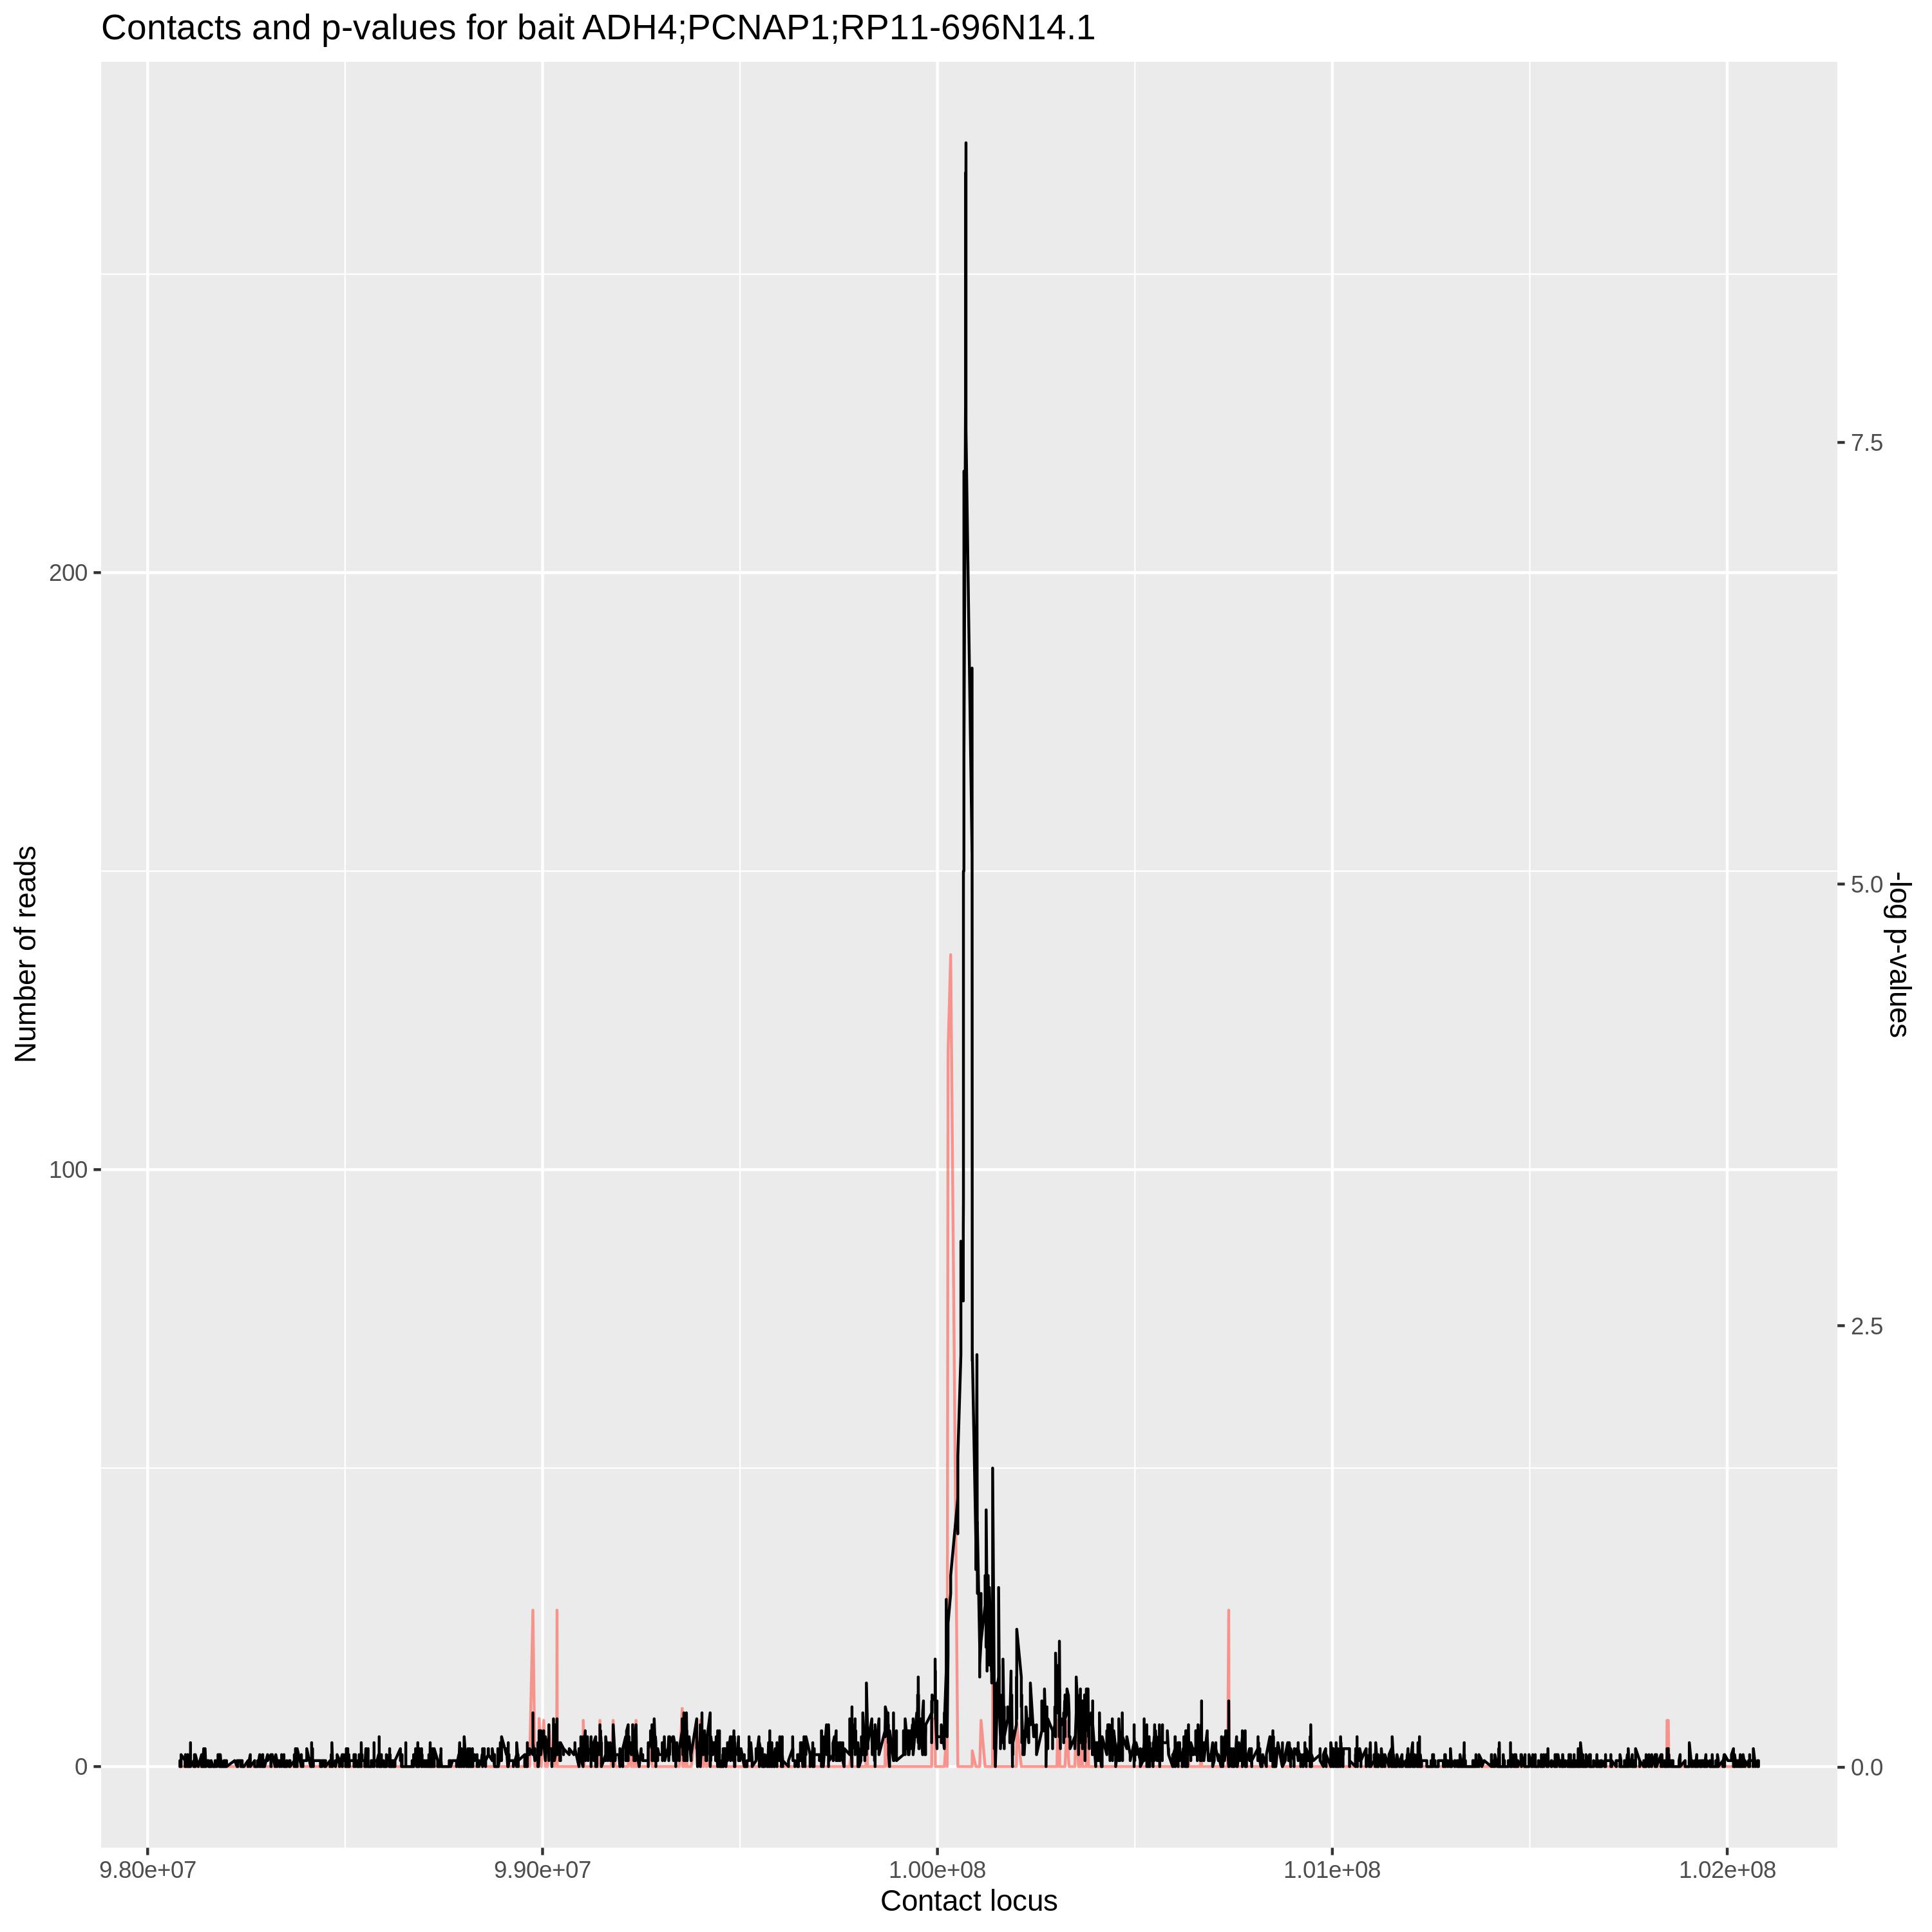 Contacts and p-values for bait ADH4;PCNAP1;RP11-696N14.1
200
100
0
Number of reads
7.5
5.0
2.5
0.0
-log p-values
9.80e+07 9.90e+07 1.00e+08 1.01e+08 1.02e+08
Contact locus